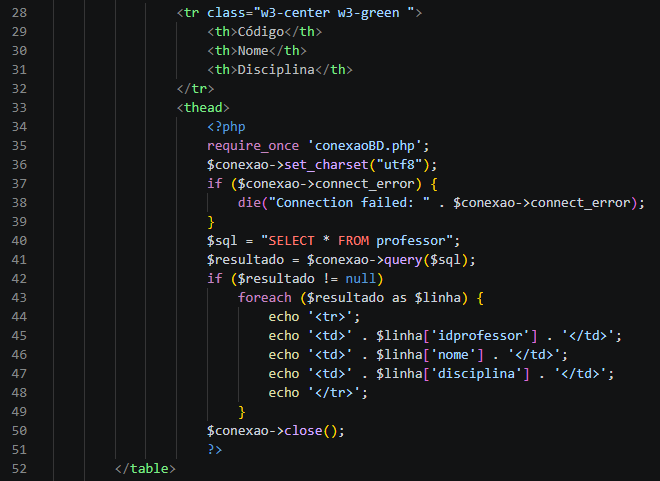 28 <tr class="w3-center w3-green ">
29 <th>Código</th>
30 <th>Nome</th>
31 <th>Disciplina</th>
32 </tr>
33 <thead>
34 <?php
35 require_once 'conexaoBD.php';
36 $conexao->set_charset("utf8");
37 if ($conexao->connect_error) {
38 die("Connection failed: " . $conexao->connect_error);
39 }
40 $sql = "SELECT * FROM professor";
41 $resultado = $conexao->query($sql);
42 if ($resultado != null)
43 foreach ($resultado as $linha) {
44 echo '<tr>';
45 echo '<td>' . $linha['idprofessor'] . '</td>';
46 echo '<td>' . $linha['nome'] . '</td>';
47 echo '<td>' . $linha['disciplina'] . '</td>';
48 echo '</tr>';
49 }
50 $conexao->close();
51 ?>
52 </table>